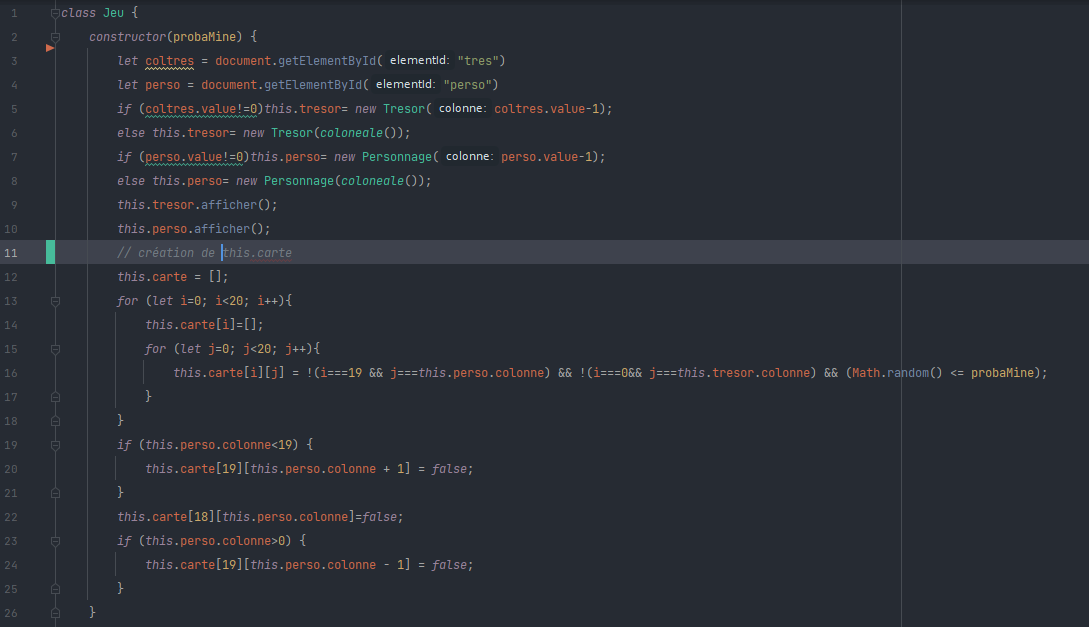 1 class Jeu {
2 constructor(probaMine) {
3 let coltres = document.getElementById( elementId: "tres")
4 let perso = document.getElementById( elementId: "perso")
5 if (coltres.value!=0)this.tresor= new Tresor( colonne: coltres.value-1);
6 else this.tresor= new Tresor(coloneale());
7 if (perso.value!=0)this.perso= new Personnage( colonne: perso.value-1);
8 else this.perso= new Personnage(coloneale());
9 this.tresor.afficher();
10 this.perso.afficher();
11 // création de this.carte
12 this.carte = [];
13 for (let i=0; i<20; i++){
14 this.carte[i]=[];
15 for (let j=0; j<20; j++){
16 this.carte[i][j] = !(i===19 && j===this.perso.colonne) && !(i===0&& j===this.tresor.colonne) && (Math.random() <= probaMine);
17 }
18 }
19 if (this.perso.colonne<19) {
20 this.carte[19][this.perso.colonne + 1] = false;
21 }
22 this.carte[18][this.perso.colonne]=false;
23 if (this.perso.colonne>0) {
24 this.carte[19][this.perso.colonne - 1] = false;
25 }
26 }